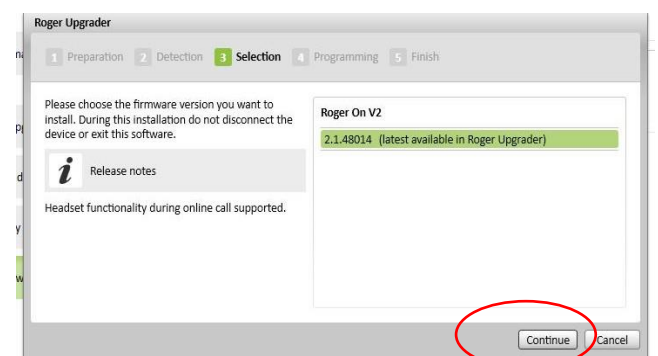 Roger Upgrader
1 Preparation 2 Detection 3 Selection 4 Programming 5 Finish
Please choose the firmware version you want to
install. During this installation do not disconnect the
device or exit this software.
i Release notes
Headset functionality during online call supported.
Roger On V2
2.1.48014 (latest available in Roger Upgrader)
Continue Cancel